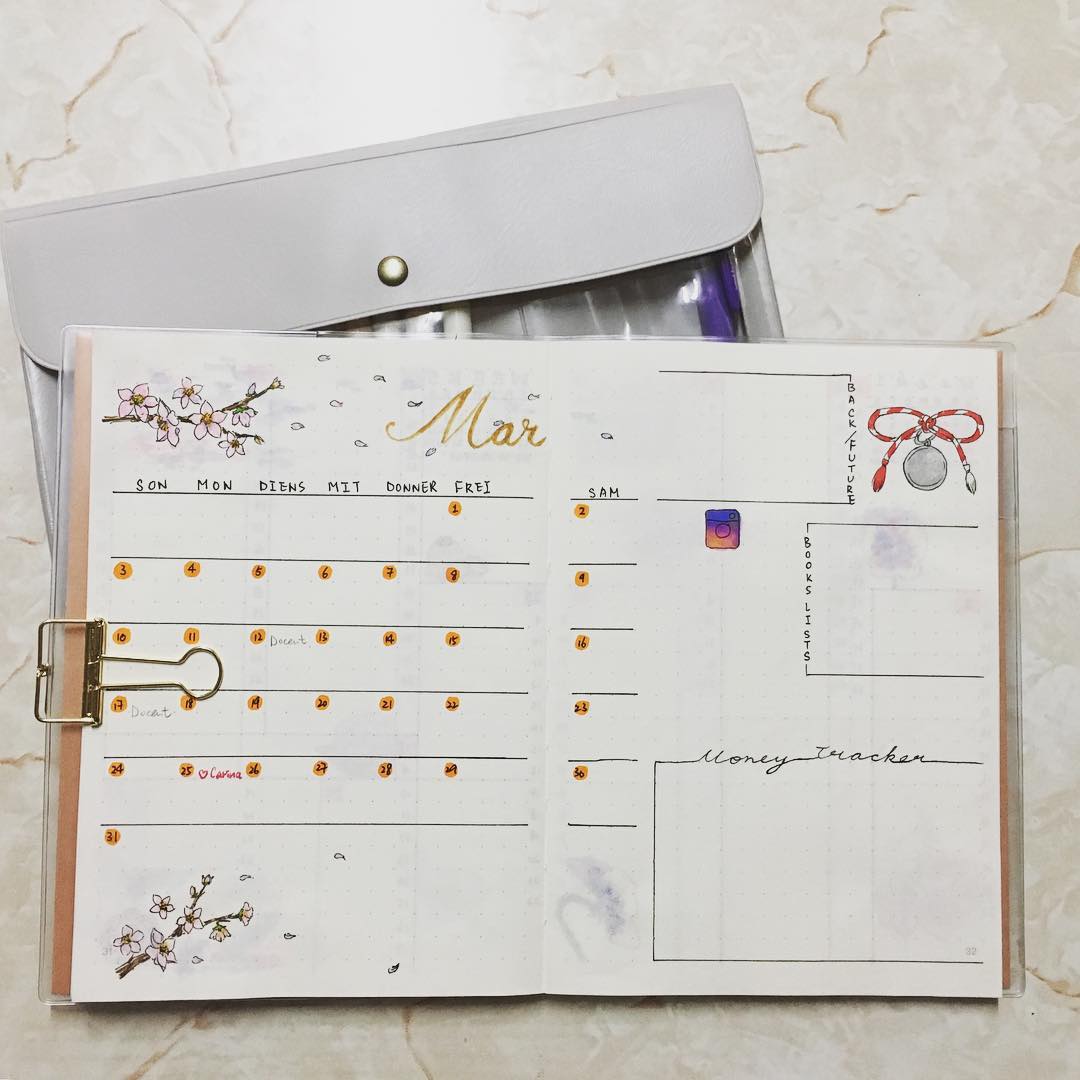 Mar
SON MON DIENS MIT DONNER FREI SAM
1 2
3 4 5 6 7 8 9
10 11 12 Docent 13 14 15 16
17 Docent 18 19 20 21 22 23
24 25 ♡Carina 26 27 28 29 30
31
31
BACK/FUTURE
BOOKS LISTS
Money Tracker
32